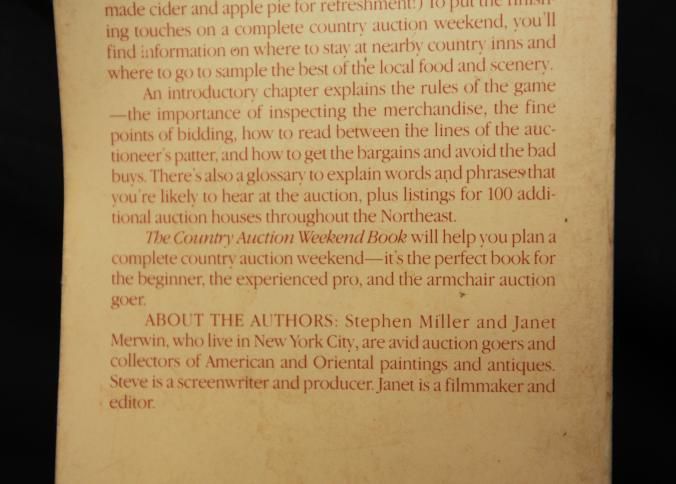 made cider and apple pie for refreshment!) To put the finish-
ing touches on a complete country auction weekend, you'll
find information on where to stay at nearby country inns and
where to go to sample the best of the local food and scenery.
An introductory chapter explains the rules of the game
—the importance of inspecting the merchandise, the fine
points of bidding, how to read between the lines of the auc-
tioneer's patter, and how to get the bargains and avoid the bad
buys. There's also a glossary to explain words and phrases that
you're likely to hear at the auction, plus listings for 100 addi-
tional auction houses throughout the Northeast.
The Country Auction Weekend Book will help you plan a
complete country auction weekend—it's the perfect book for
the beginner, the experienced pro, and the armchair auction
goer.
ABOUT THE AUTHORS: Stephen Miller and Janet
Merwin, who live in New York City, are avid auction goers and
collectors of American and Oriental paintings and antiques.
Steve is a screenwriter and producer. Janet is a filmmaker and
editor.